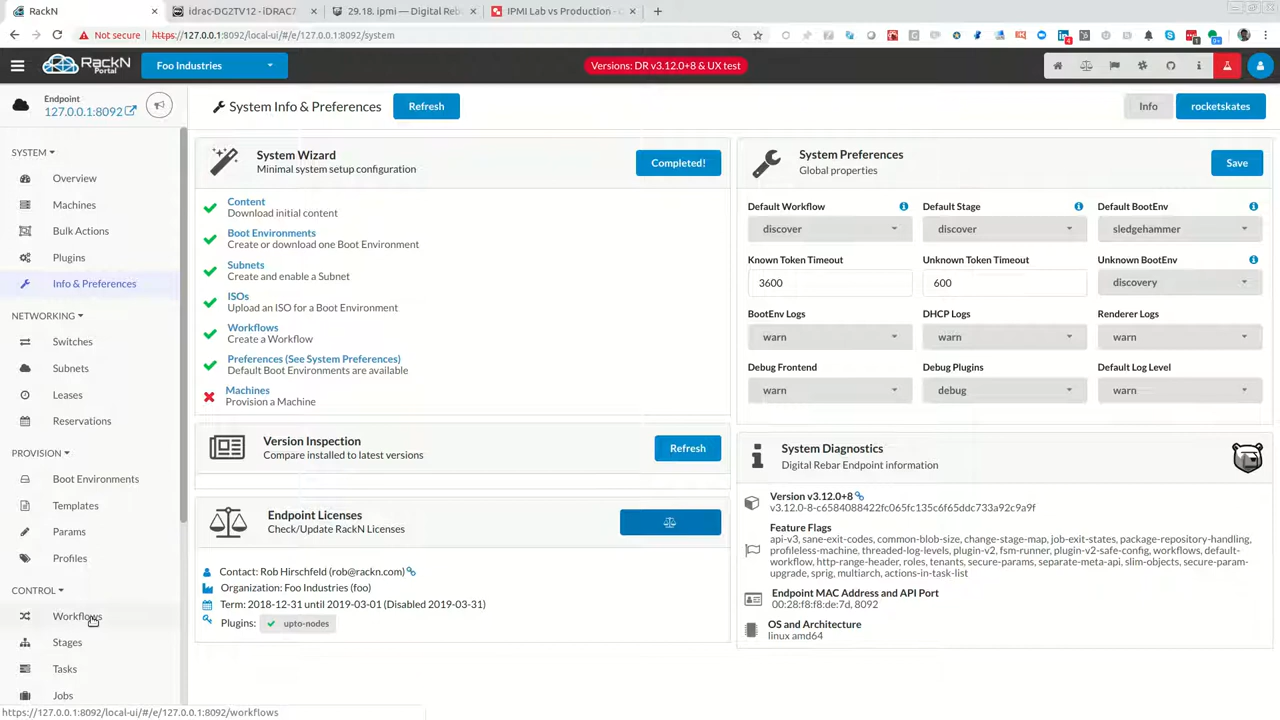 RackN
idrac-DG2TV12 - iDRAC7
29.18. ipmi — Digital Reb
IPMI Lab vs Production - 
Not secure
https://127.0.0.1:8092/local-ui/#/e/127.0.0.1:8092/system
RackN
Portal
Foo Industries
Versions: DR v3.12.0+8 & UX test
Endpoint
127.0.0.1:8092
System Info & Preferences
Refresh
Info
rocketskates
SYSTEM
Overview
Machines
Bulk Actions
Plugins
Info & Preferences
NETWORKING
Switches
Subnets
Leases
Reservations
PROVISION
Boot Environments
Templates
Params
Profiles
CONTROL
Workflows
Stages
Tasks
Jobs
System Wizard
Minimal system setup configuration
Completed!
Content
Download initial content
Boot Environments
Create or download one Boot Environment
Subnets
Create and enable a Subnet
ISOs
Upload an ISO for a Boot Environment
Workflows
Create a Workflow
Preferences (See System Preferences)
Default Boot Environments are available
Machines
Provision a Machine
Version Inspection
Compare installed to latest versions
Refresh
Endpoint Licenses
Check/Update RackN Licenses
Contact: Rob Hirschfeld (rob@rackn.com)
Organization: Foo Industries (foo)
Term: 2018-12-31 until 2019-03-01 (Disabled 2019-03-31)
Plugins: upto-nodes
System Preferences
Global properties
Save
Default Workflow Default Stage Default BootEnv
discover discover sledgehammer
Known Token Timeout Unknown Token Timeout Unknown BootEnv
3600 600 discovery
BootEnv Logs DHCP Logs Renderer Logs
warn warn warn
Debug Frontend Debug Plugins Default Log Level
warn debug warn
System Diagnostics
Digital Rebar Endpoint information
Version v3.12.0+8
v3.12.0-8-c6584088422fc065fc135c6f65ddc733a92c9a9f
Feature Flags
api-v3, sane-exit-codes, common-blob-size, change-stage-map, job-exit-states, package-repository-handling,
profileless-machine, threaded-log-levels, plugin-v2, fsm-runner, plugin-v2-safe-config, workflows, default-
workflow, http-range-header, roles, tenants, secure-params, separate-meta-api, slim-objects, secure-param-
upgrade, sprig, multiarch, actions-in-task-list
Endpoint MAC Address and API Port
00:28:f8:f8:de:7d, 8092
OS and Architecture
linux amd64
https://127.0.0.1:8092/local-ui/#/e/127.0.0.1:8092/workflows